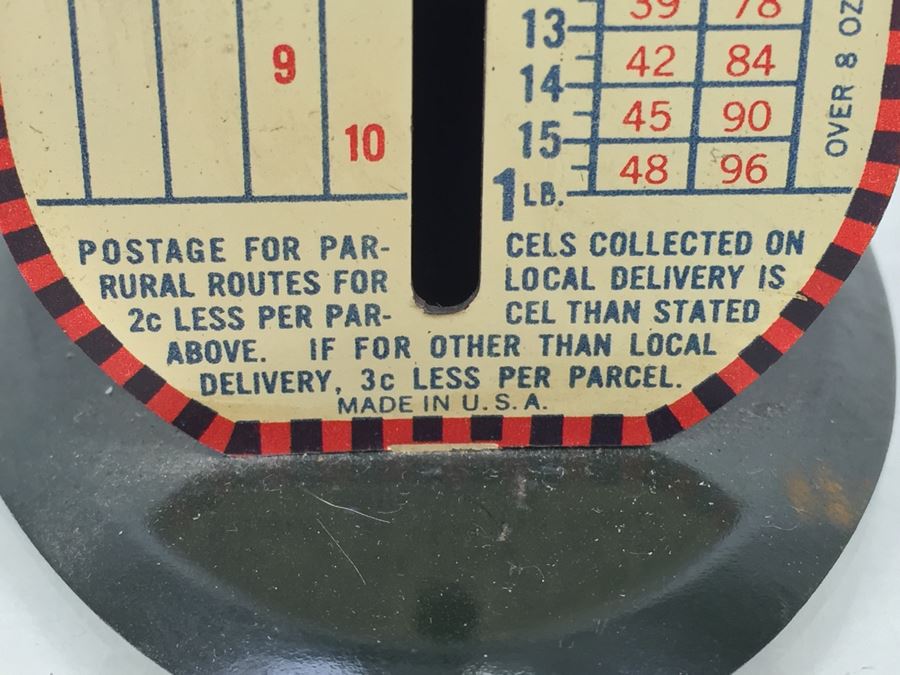 39 78
13
9 14 42 84
10 15 45 90
1 LB. 48 96
OVER 8 OZ
POSTAGE FOR PAR- CELS COLLECTED ON
RURAL ROUTES FOR LOCAL DELIVERY IS
2c LESS PER PAR- CEL THAN STATED
ABOVE. IF FOR OTHER THAN LOCAL
DELIVERY, 3c LESS PER PARCEL.
MADE IN U.S.A.